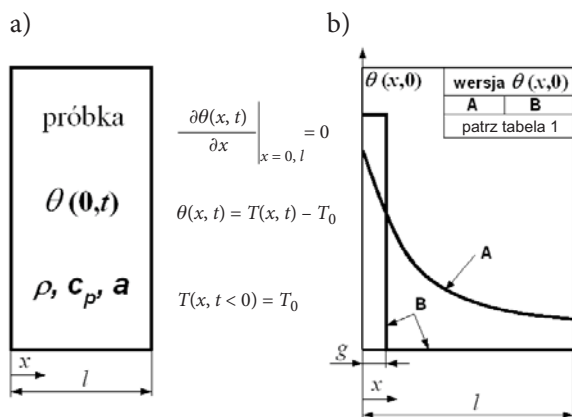 a)
próbka
θ(0,t)
ρ, c_p, a
x
l
∂θ(x, t)/∂x |x = 0, l = 0
θ(x, t) = T(x, t) − T_0
T(x, t < 0) = T_0
b)
θ(x,0)
wersja θ(x,0)
A B
patrz tabela 1
A
B
g
x
l